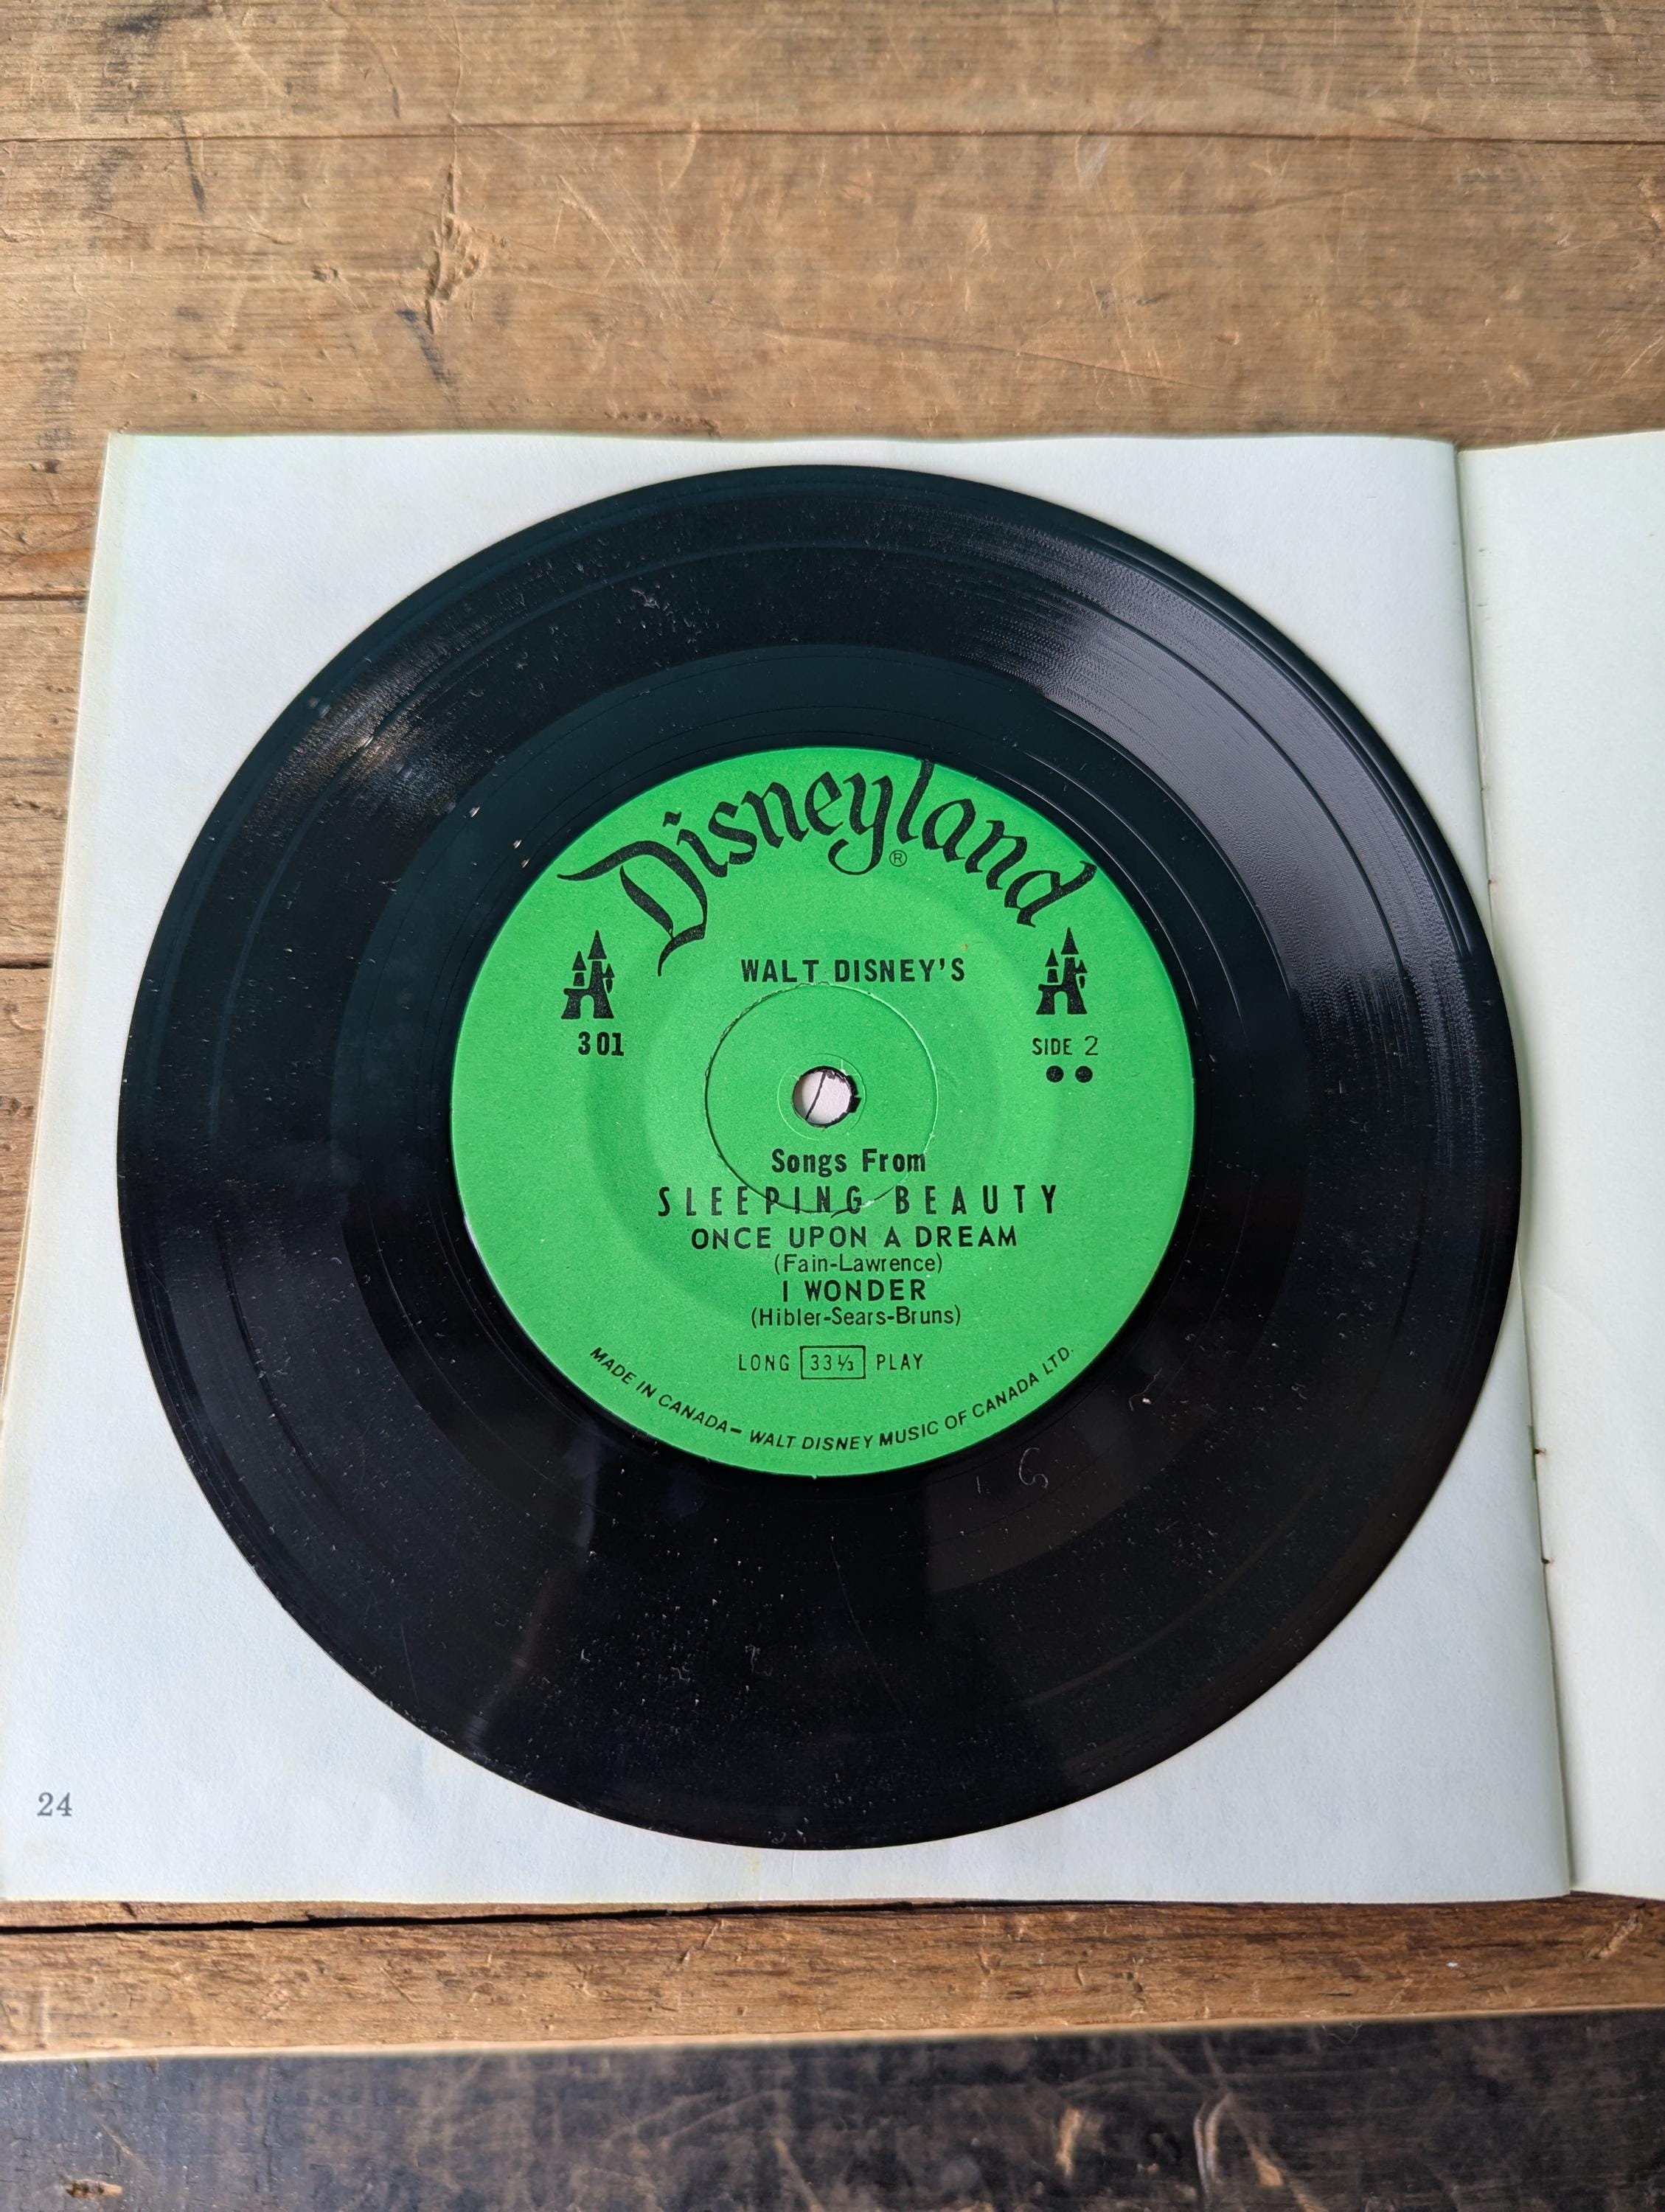 Disneyland®
WALT DISNEY'S
301
SIDE 2
Songs From
SLEEPING BEAUTY
ONCE UPON A DREAM
(Fain-Lawrence)
I WONDER
(Hibler-Sears-Bruns)
LONG 33⅓ PLAY
MADE IN CANADA- WALT DISNEY MUSIC OF CANADA LTD.
24